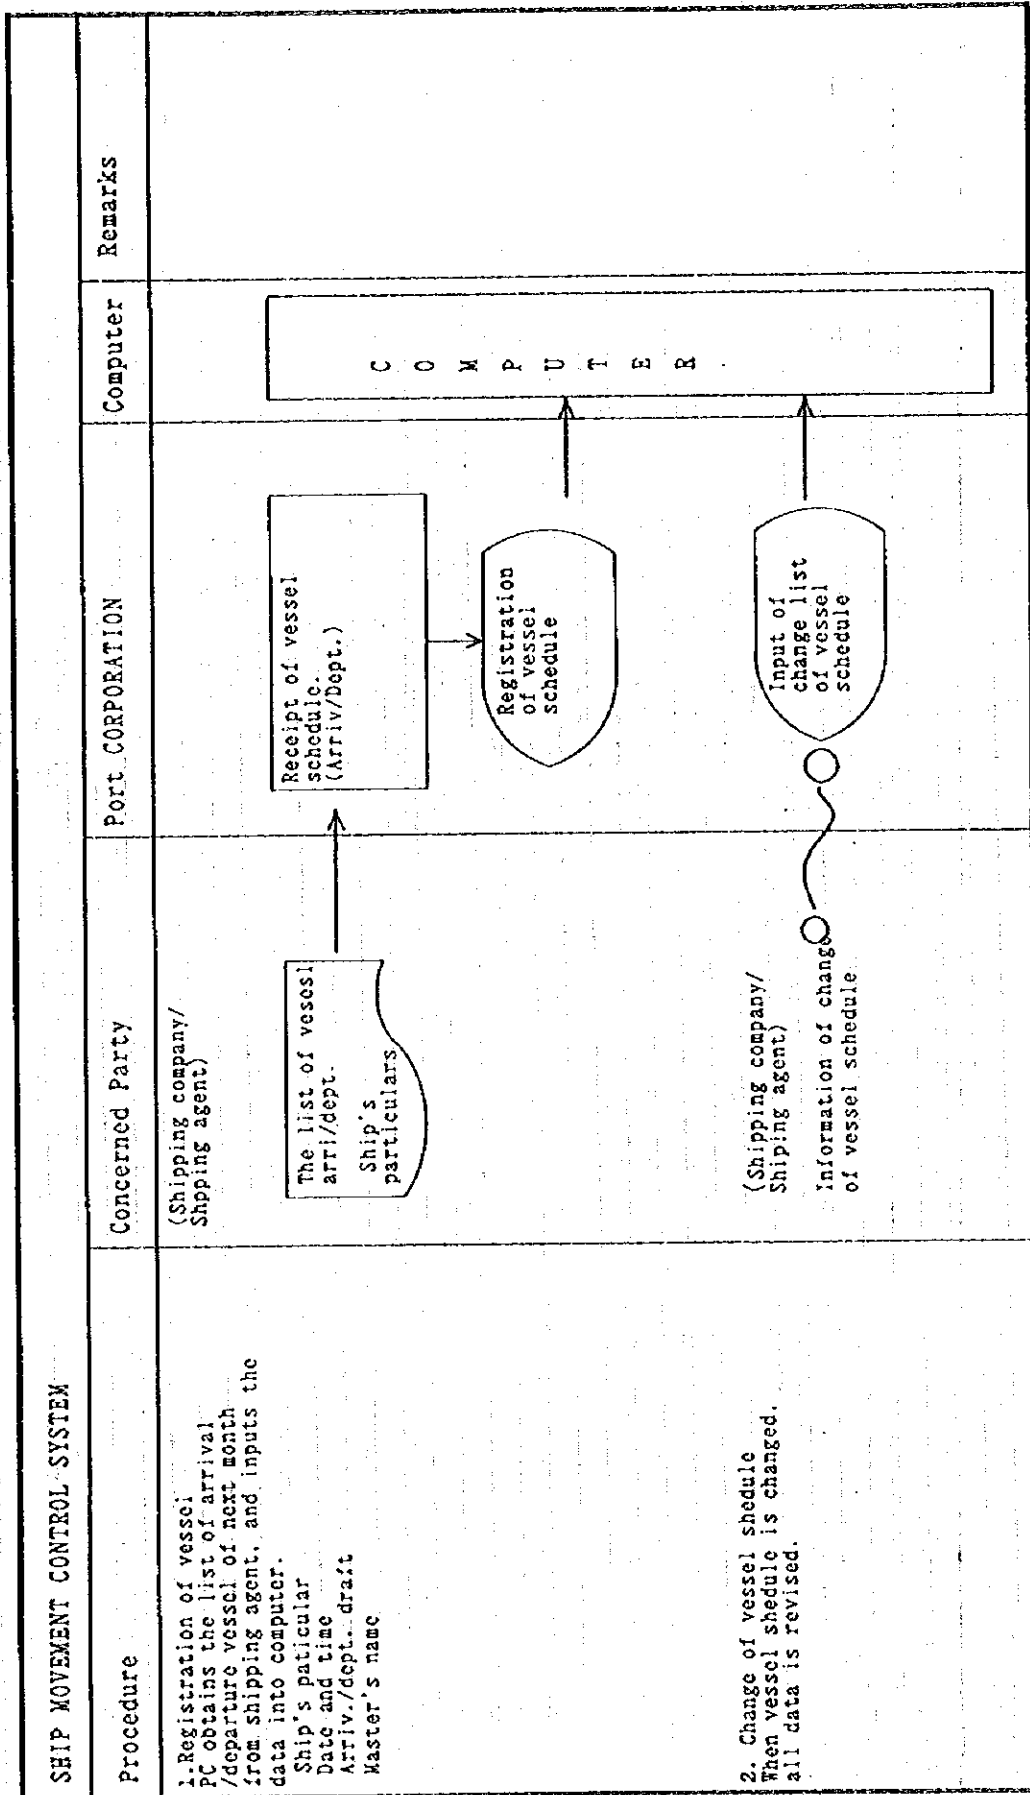 SHIP MOVEMENT CONTROL SYSTEM
Procedure
Concerned Party
Port CORPORATION
Computer
Remarks
1.Registration of vessel
PC obtains the list of arrival
/departure vessel of next month
from shipping agent, and inputs the
data into computer.
Ship's paticular
Date and time
Arriv./dept. draft
Master's name
(Shipping company/
Shpping agent)
The list of vesesl
arri/dept.
Ship's
particulars
Receipt of vessel
schedule.
(Arriv/Dept.)
Registration
of vessel
schedule
COMPUTER
2. Change of vessel shedule
When vessel shedule is changed.
all data is revised.
(Shipping company/
Shiping agent)
Information of change
of vessel schedule
Input of
change list
of vessel
schedule